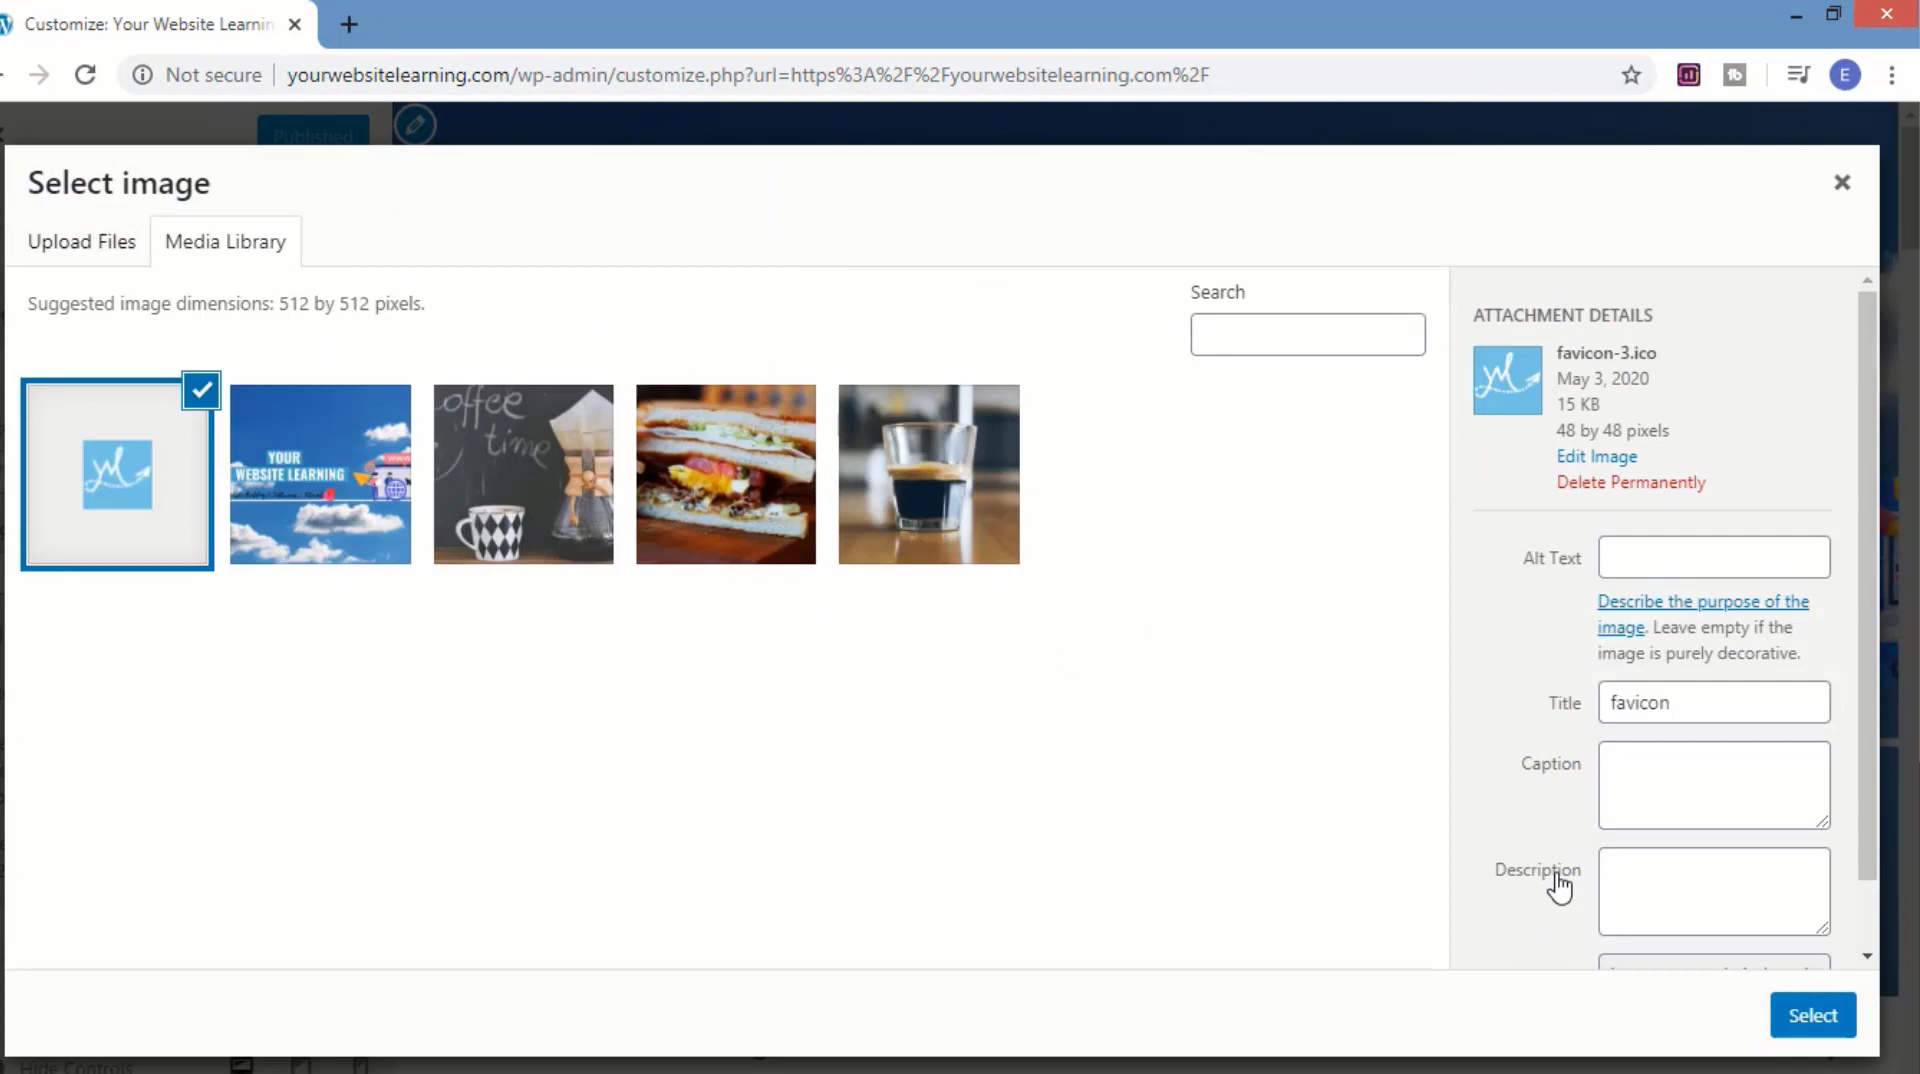 Customize: Your Website Learnin
Not secure
yourwebsitelearning.com/wp-admin/customize.php?url=https%3A%2F%2Fyourwebsitelearning.com%2F
E
Published
Select image
Upload Files
Media Library
Suggested image dimensions: 512 by 512 pixels.
Search
YOUR
WEBSITE LEARNING
offee
time
ATTACHMENT DETAILS
favicon-3.ico
May 3, 2020
15 KB
48 by 48 pixels
Edit Image
Delete Permanently
Alt Text
Describe the purpose of the
image. Leave empty if the
image is purely decorative.
Title
favicon
Caption
Description
Select
Hide Controls